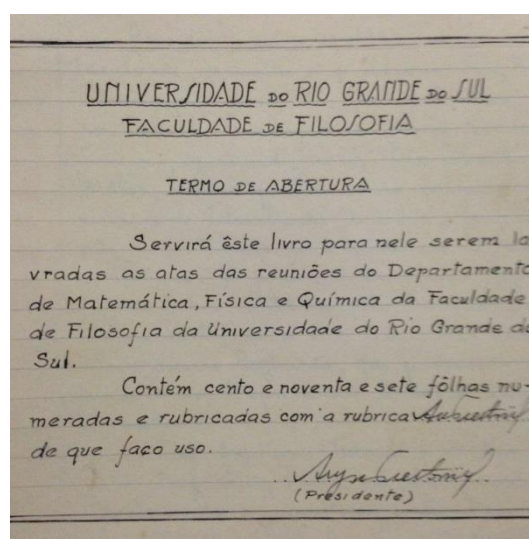 UNIVERSIDADE DO RIO GRANDE DO SUL
FACULDADE DE FILOSOFIA
TERMO DE ABERTURA
Servirá êste livro para nele serem la
vradas as atas das reuniões do Departamento
de Matemática, Física e Química da Faculdade
de Filosofia da Universidade do Rio Grande do
Sul.
Contém cento e noventa e sete fôlhas nu-
meradas e rubricadas com a rubrica
de que faço uso.
(Presidente)